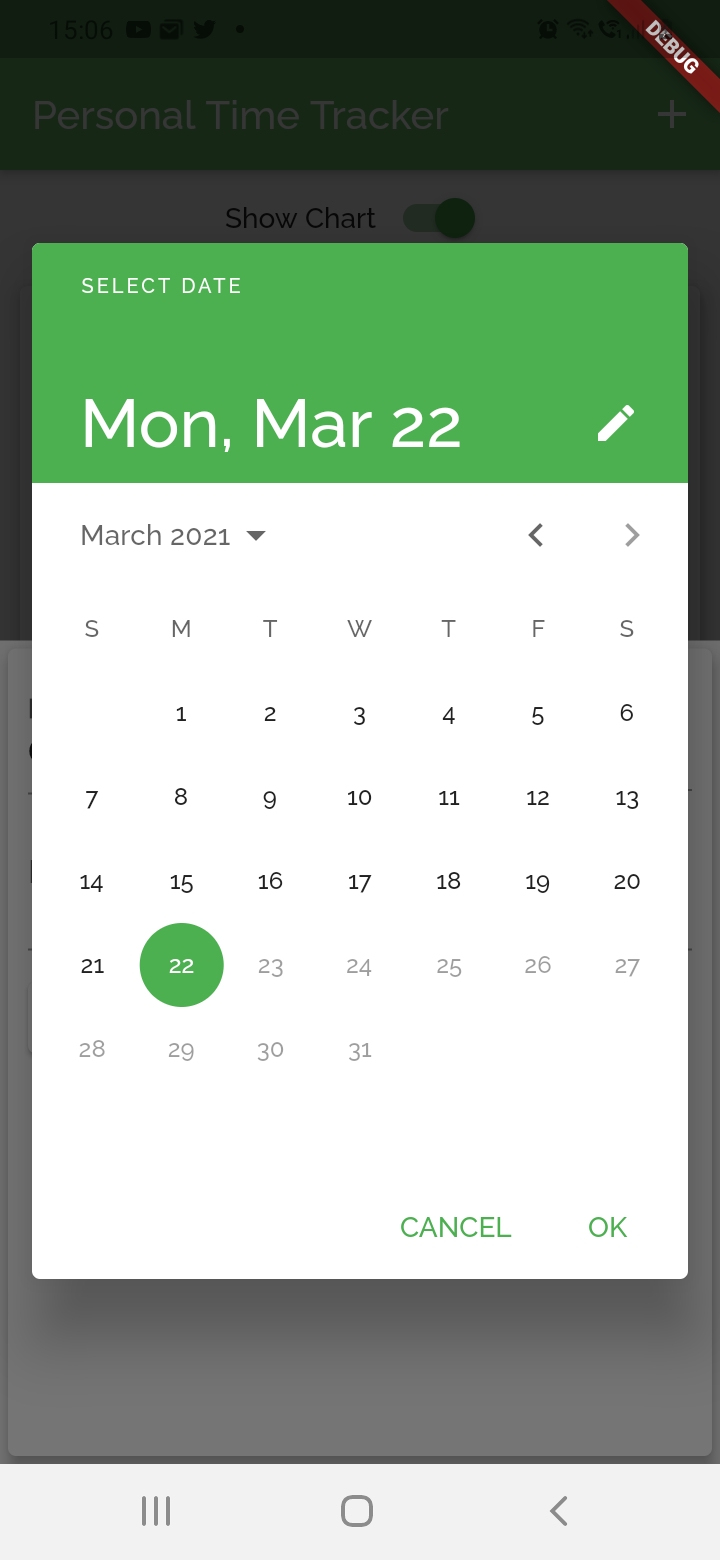 15:06
DEBUG
Personal Time Tracker
Show Chart
SELECT DATE
Mon, Mar 22
March 2021
S M T W T F S
1 2 3 4 5 6
7 8 9 10 11 12 13
14 15 16 17 18 19 20
21 22 23 24 25 26 27
28 29 30 31
CANCEL OK